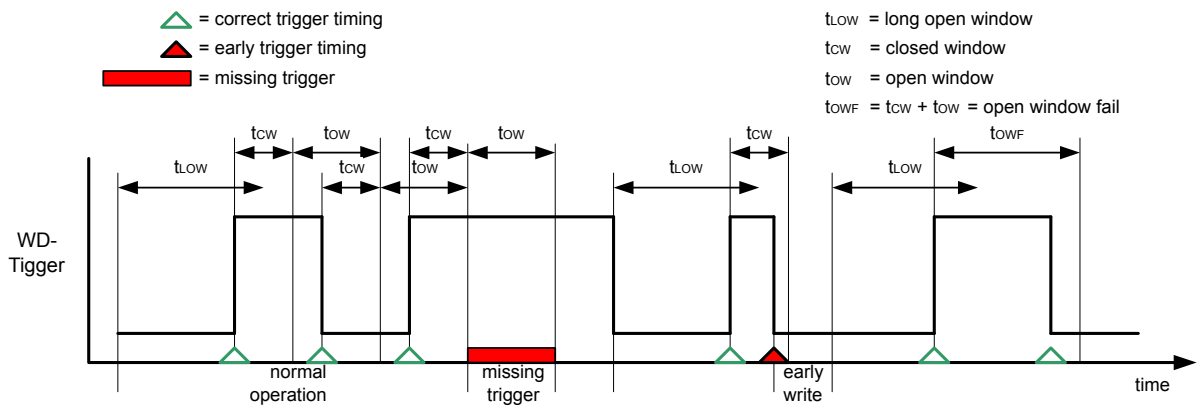 = correct trigger timing
= early trigger timing
= missing trigger
tLOW = long open window
tCW = closed window
tOW = open window
tOWF = tCW + tOW = open window fail
tCW
tOW
tCW
tOW
tCW
tOWF
tLOW
tCW
tOW
tLOW
tLOW
WD-
Tigger
normal
operation
missing
trigger
early
write
time